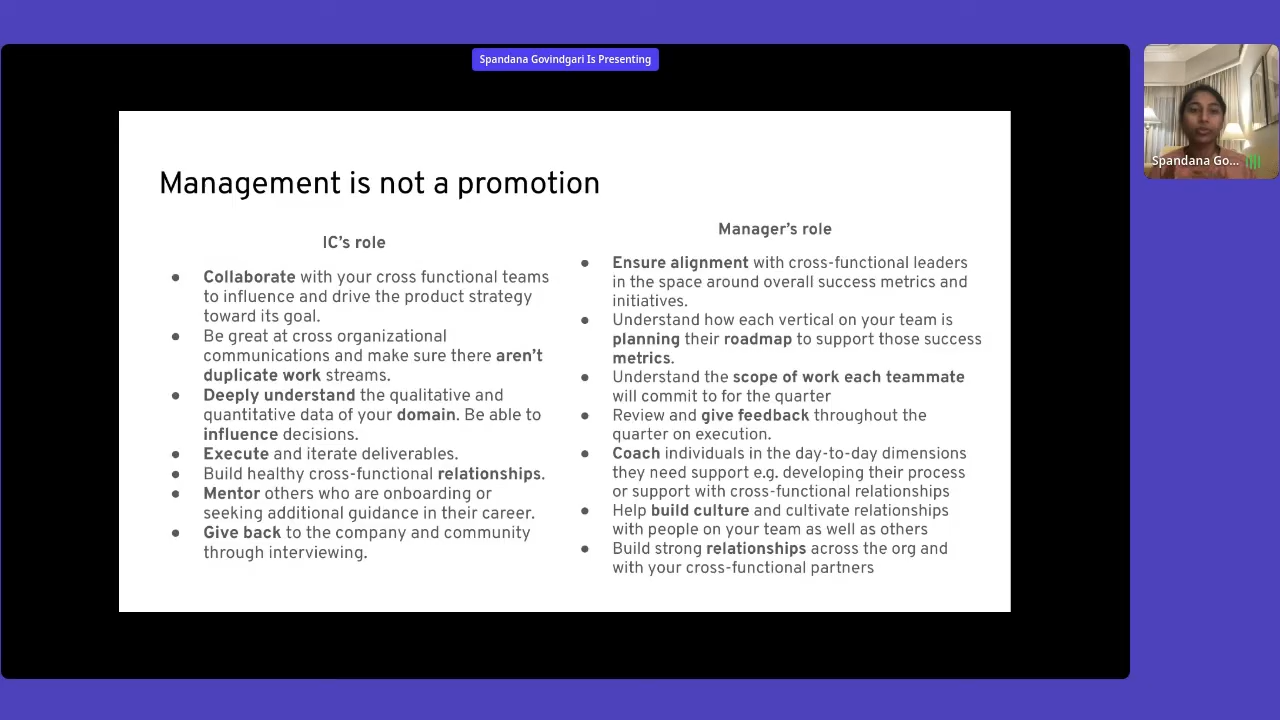 Spandana Govindgari Is Presenting
Spandana Go...
Management is not a promotion
IC's role
● Collaborate with your cross functional teams
to influence and drive the product strategy
toward its goal.
● Be great at cross organizational
communications and make sure there aren't
duplicate work streams.
● Deeply understand the qualitative and
quantitative data of your domain. Be able to
influence decisions.
● Execute and iterate deliverables.
● Build healthy cross-functional relationships.
● Mentor others who are onboarding or
seeking additional guidance in their career.
● Give back to the company and community
through interviewing.
Manager's role
● Ensure alignment with cross-functional leaders
in the space around overall success metrics and
initiatives.
● Understand how each vertical on your team is
planning their roadmap to support those success
metrics.
● Understand the scope of work each teammate
will commit to for the quarter
● Review and give feedback throughout the
quarter on execution.
● Coach individuals in the day-to-day dimensions
they need support e.g. developing their process
or support with cross-functional relationships
● Help build culture and cultivate relationships
with people on your team as well as others
● Build strong relationships across the org and
with your cross-functional partners